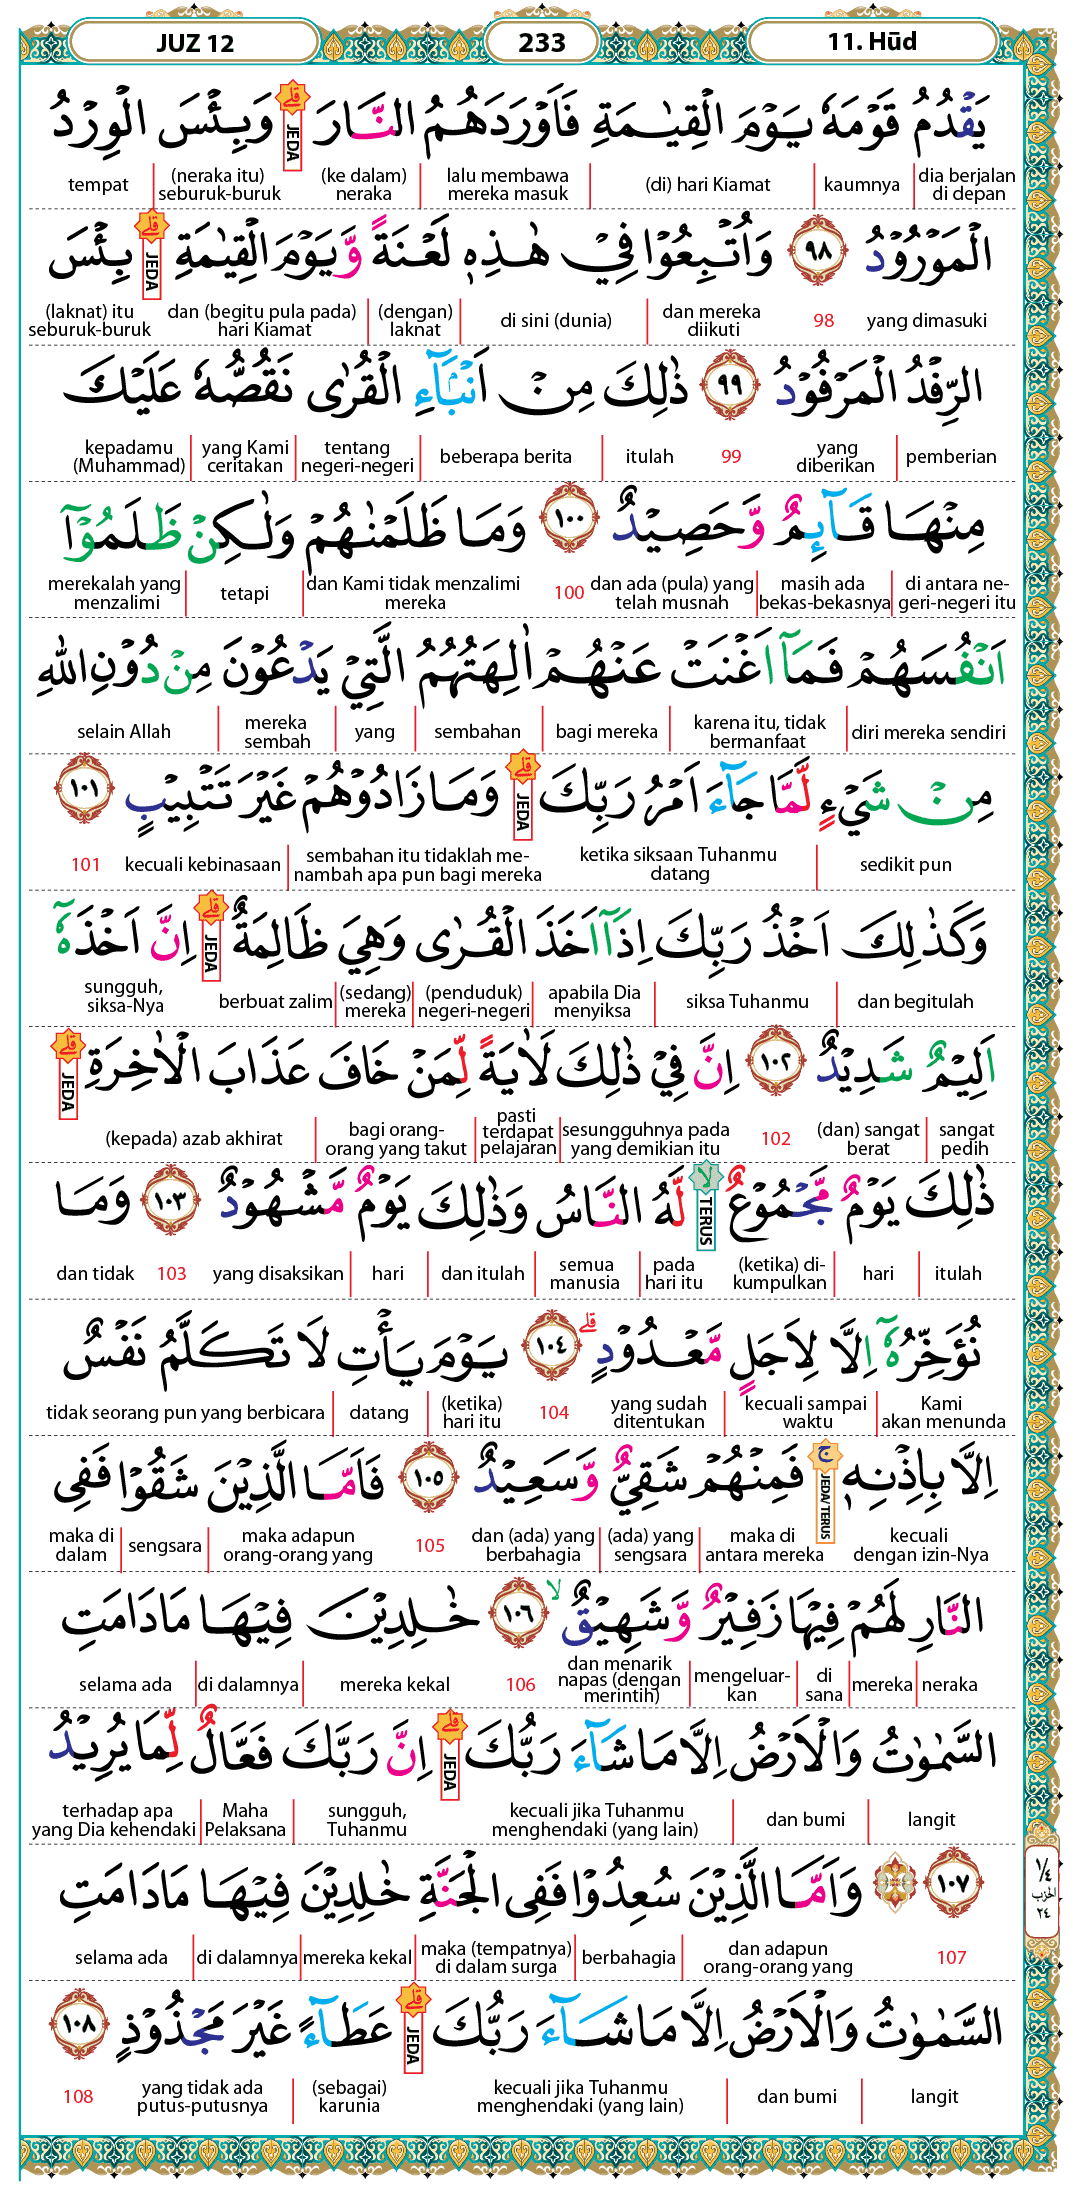 JUZ 12 233 11. Hūd
يَقْدُمُ قَوْمَهٗ يَوْمَ الْقِيٰمَةِ فَاَوْرَدَهُمُ النَّارَ ۗ JEDA وَبِئْسَ الْوِرْدُ
dia berjalan di depan | kaumnya | (di) hari Kiamat | lalu membawa mereka masuk | (ke dalam) neraka | (neraka itu) seburuk-buruk | tempat
الْمَوْرُوْدُ ٩٨ وَاُتْبِعُوْا فِيْ هٰذِهٖ لَعْنَةً وَّيَوْمَ الْقِيٰمَةِ ۗ JEDA بِئْسَ
yang dimasuki 98 dan mereka diikuti | di sini (dunia) | (dengan) laknat | dan (begitu pula pada) hari Kiamat (laknat) itu seburuk-buruk
الرِّفْدُ الْمَرْفُوْدُ ٩٩ ذٰلِكَ مِنْ اَنْۢبَاۤءِ الْقُرٰى نَقُصُّهٗ عَلَيْكَ
pemberian | yang diberikan 99 itulah | beberapa berita | tentang negeri-negeri | yang Kami ceritakan | kepadamu (Muhammad)
مِنْهَا قَاۤىِٕمٌ وَّحَصِيْدٌ ١٠٠ وَمَا ظَلَمْنٰهُمْ وَلٰكِنْ ظَلَمُوْٓا
di antara ne-geri-negeri itu | masih ada bekas-bekasnya | dan ada (pula) yang telah musnah 100 dan Kami tidak menzalimi mereka | tetapi | merekalah yang menzalimi
اَنْفُسَهُمْ فَمَآ اَغْنَتْ عَنْهُمْ اٰلِهَتُهُمُ الَّتِيْ يَدْعُوْنَ مِنْ دُوْنِ اللّٰهِ
diri mereka sendiri | karena itu, tidak bermanfaat | bagi mereka | sembahan | yang | mereka sembah | selain Allah
مِنْ شَيْءٍ لَّمَّا جَاۤءَ اَمْرُ رَبِّكَ ۗ JEDA وَمَا زَادُوْهُمْ غَيْرَ تَتْبِيْبٍ ١٠١
sedikit pun | ketika siksaan Tuhanmu datang sembahan itu tidaklah me-nambah apa pun bagi mereka | kecuali kebinasaan 101
وَكَذٰلِكَ اَخْذُ رَبِّكَ اِذَآ اَخَذَ الْقُرٰى وَهِيَ ظَالِمَةٌ ۗ JEDA اِنَّ اَخْذَهٗٓ
dan begitulah | siksa Tuhanmu | apabila Dia menyiksa | (penduduk) negeri-negeri | (sedang) mereka | berbuat zalim sungguh, siksa-Nya
اَلِيْمٌ شَدِيْدٌ ١٠٢ اِنَّ فِيْ ذٰلِكَ لَاٰيَةً لِّمَنْ خَافَ عَذَابَ الْاٰخِرَةِ ۗ JEDA
sangat pedih | (dan) sangat berat 102 sesungguhnya pada yang demikian itu | pasti terdapat pelajaran | bagi orang-orang yang takut | (kepada) azab akhirat
ذٰلِكَ يَوْمٌ مَّجْمُوْعٌ ۙ TERUS لَّهُ النَّاسُ وَذٰلِكَ يَوْمٌ مَّشْهُوْدٌ ١٠٣ وَمَا
itulah | hari | (ketika) di-kumpulkan pada hari itu | semua manusia | dan itulah | hari | yang disaksikan 103 dan tidak
نُؤَخِّرُهٗٓ اِلَّا لِاَجَلٍ مَّعْدُوْدٍ ۗ ١٠٤ يَوْمَ يَأْتِ لَا تَكَلَّمُ نَفْسٌ
Kami akan menunda | kecuali sampai waktu | yang sudah ditentukan 104 (ketika) hari itu | datang | tidak seorang pun yang berbicara
اِلَّا بِاِذْنِهٖ ۚ JEDA/TERUS فَمِنْهُمْ شَقِيٌّ وَّسَعِيْدٌ ١٠٥ فَاَمَّا الَّذِيْنَ شَقُوْا فَفِى
kecuali dengan izin-Nya maka di antara mereka | (ada) yang sengsara | dan (ada) yang berbahagia 105 maka adapun orang-orang yang | sengsara | maka di dalam
النَّارِ لَهُمْ فِيْهَا زَفِيْرٌ وَّشَهِيْقٌ ۙ ١٠٦ خٰلِدِيْنَ فِيْهَا مَا دَامَتِ
neraka | mereka | di sana | mengeluar-kan | dan menarik napas (dengan merintih) 106 mereka kekal | di dalamnya | selama ada
السَّمٰوٰتُ وَالْاَرْضُ اِلَّا مَا شَاۤءَ رَبُّكَ ۗ JEDA اِنَّ رَبَّكَ فَعَّالٌ لِّمَا يُرِيْدُ
langit | dan bumi | kecuali jika Tuhanmu menghendaki (yang lain) sungguh, Tuhanmu | Maha Pelaksana | terhadap apa yang Dia kehendaki
١٠٧ ۞ وَاَمَّا الَّذِيْنَ سُعِدُوْا فَفِى الْجَنَّةِ خٰلِدِيْنَ فِيْهَا مَا دَامَتِ
١/٤ الحزب ٢٤
107 dan adapun orang-orang yang | berbahagia | maka (tempatnya) di dalam surga | mereka kekal | di dalamnya | selama ada
السَّمٰوٰتُ وَالْاَرْضُ اِلَّا مَا شَاۤءَ رَبُّكَ ۗ JEDA عَطَاۤءً غَيْرَ مَجْذُوْذٍ ١٠٨
langit | dan bumi | kecuali jika Tuhanmu menghendaki (yang lain) (sebagai) karunia | yang tidak ada putus-putusnya 108